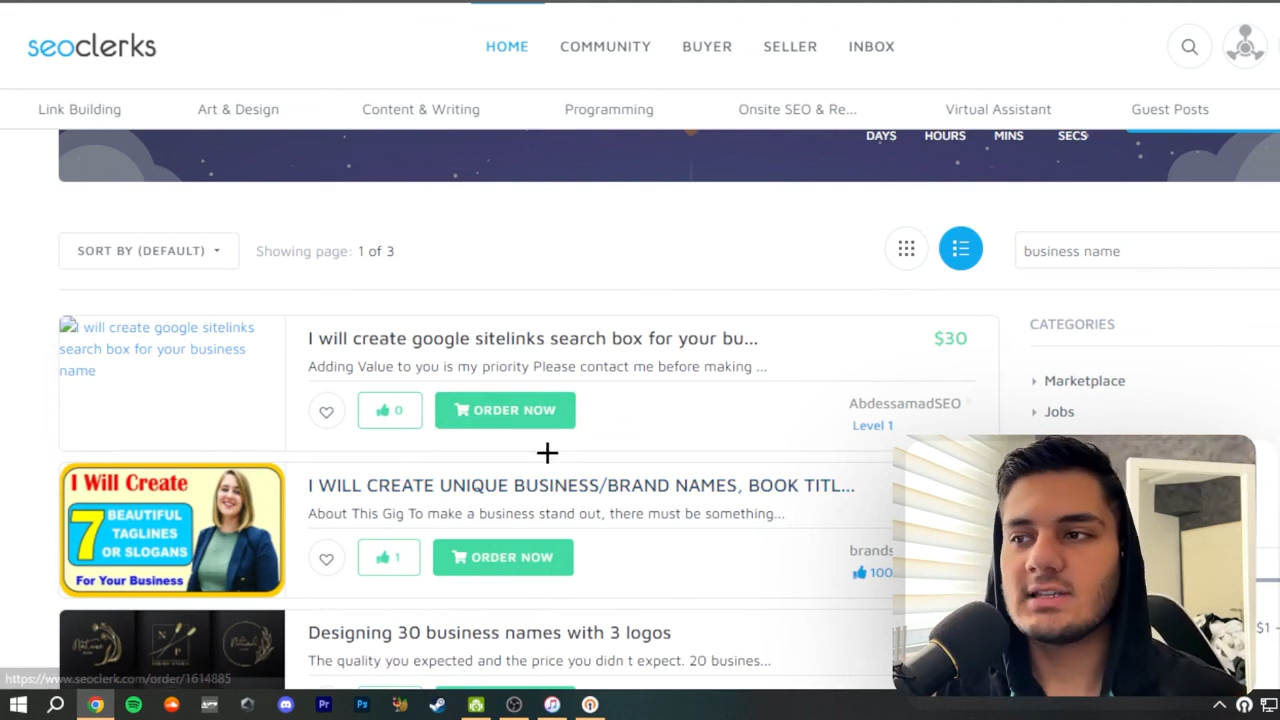 seoclerks
HOME COMMUNITY BUYER SELLER INBOX
Link Building Art & Design Content & Writing Programming Onsite SEO & Re... Virtual Assistant Guest Posts
DAYS HOURS MINS SECS
SORT BY (DEFAULT) Showing page: 1 of 3
business name
I will create google sitelinks
search box for your business
name
I will create google sitelinks search box for your bu... $30
Adding Value to you is my priority Please contact me before making ...
0 ORDER NOW
AbdessamadSEO
Level 1
CATEGORIES
Marketplace
Jobs
I Will Create
7 BEAUTIFUL
TAGLINES
OR SLOGANS
For Your Business
I WILL CREATE UNIQUE BUSINESS/BRAND NAMES, BOOK TITL...
About This Gig To make a business stand out, there must be something...
1 ORDER NOW
brands
100
Designing 30 business names with 3 logos
The quality you expected and the price you didn t expect. 20 busines...
$1 -
https://www.seoclerk.com/order/1614885
Pr
Ps